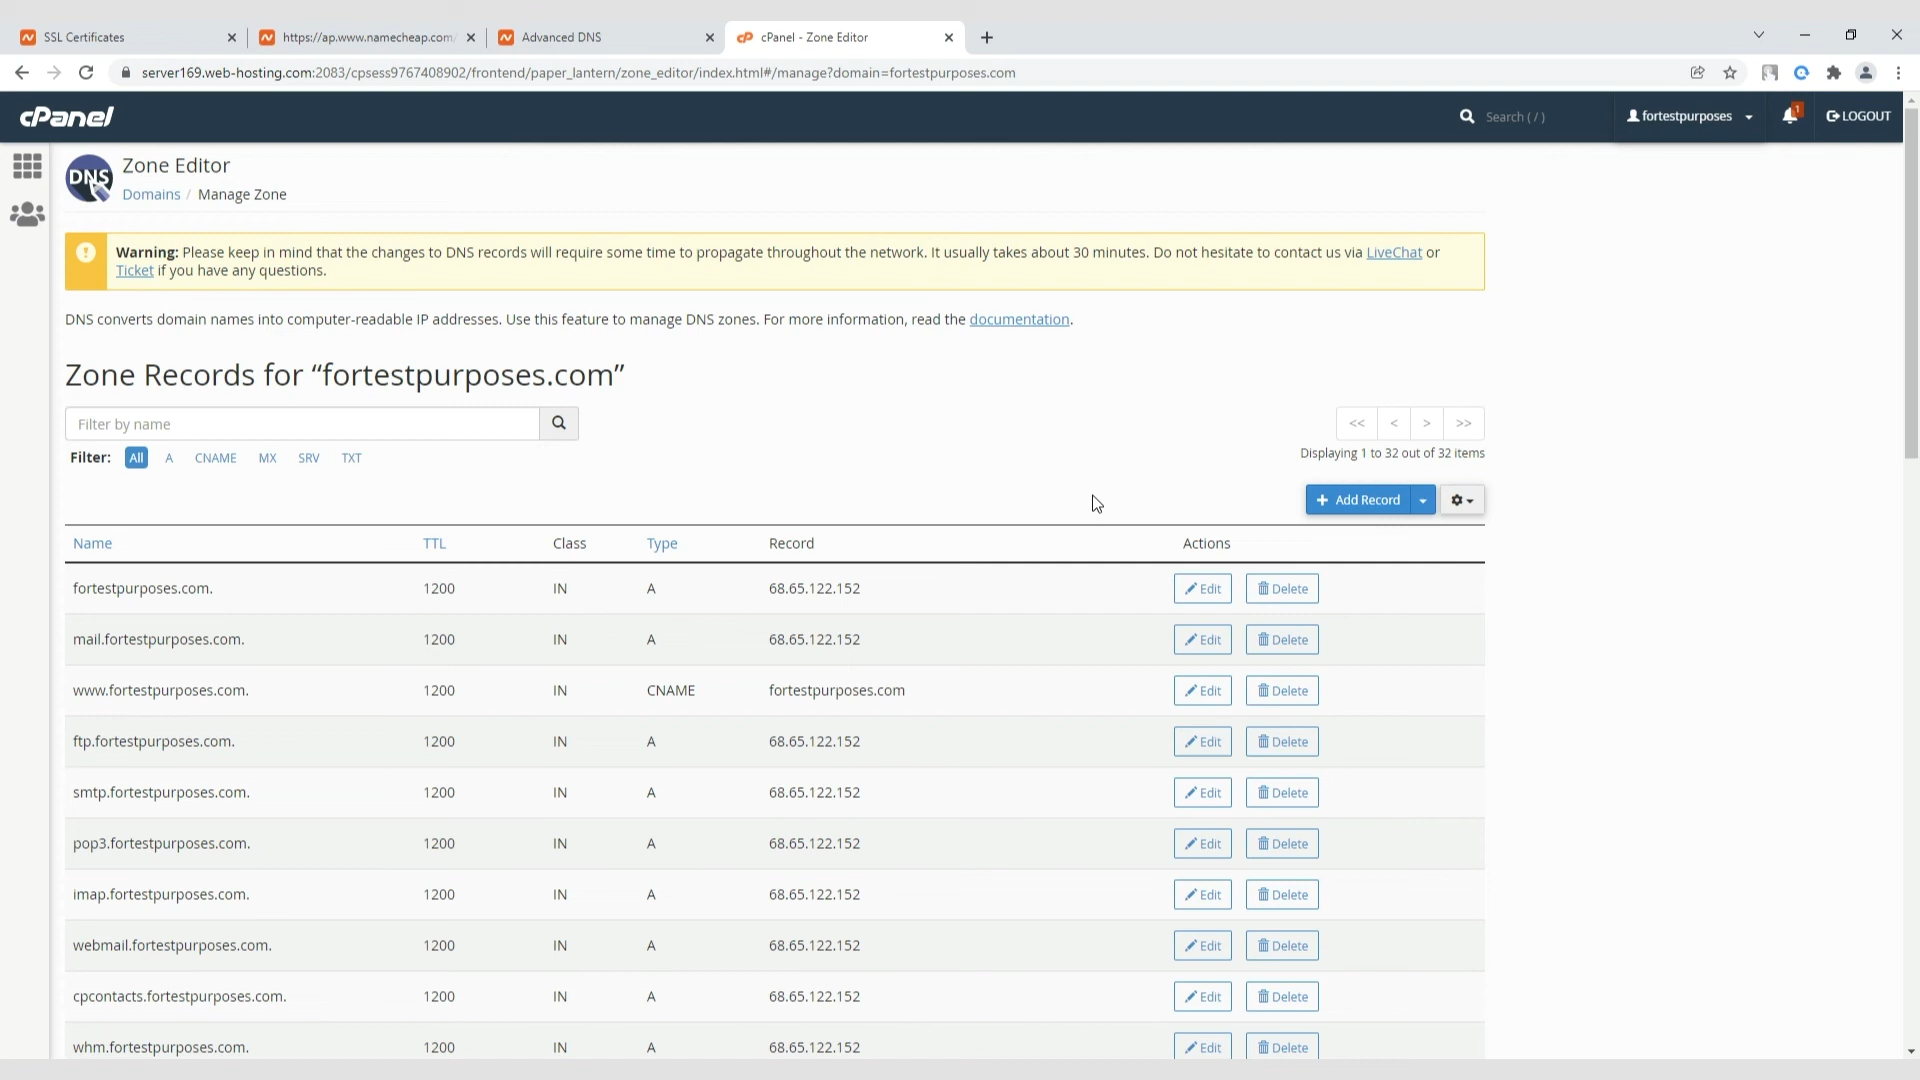 SSL Certificates
https://ap.www.namecheap.com/
Advanced DNS
cPanel - Zone Editor
server169.web-hosting.com:2083/cpsess9767408902/frontend/paper_lantern/zone_editor/index.html#/manage?domain=fortestpurposes.com
cPanel
Search ( / )
fortestpurposes
1
LOGOUT
DNS
Zone Editor
Domains / Manage Zone
Warning: Please keep in mind that the changes to DNS records will require some time to propagate throughout the network. It usually takes about 30 minutes. Do not hesitate to contact us via LiveChat or
Ticket if you have any questions.
DNS converts domain names into computer-readable IP addresses. Use this feature to manage DNS zones. For more information, read the documentation.
Zone Records for “fortestpurposes.com”
Filter by name
<< < > >>
Filter: All A CNAME MX SRV TXT
Displaying 1 to 32 out of 32 items
+ Add Record
Name TTL Class Type Record Actions
fortestpurposes.com. 1200 IN A 68.65.122.152 Edit Delete
mail.fortestpurposes.com. 1200 IN A 68.65.122.152 Edit Delete
www.fortestpurposes.com. 1200 IN CNAME fortestpurposes.com Edit Delete
ftp.fortestpurposes.com. 1200 IN A 68.65.122.152 Edit Delete
smtp.fortestpurposes.com. 1200 IN A 68.65.122.152 Edit Delete
pop3.fortestpurposes.com. 1200 IN A 68.65.122.152 Edit Delete
imap.fortestpurposes.com. 1200 IN A 68.65.122.152 Edit Delete
webmail.fortestpurposes.com. 1200 IN A 68.65.122.152 Edit Delete
cpcontacts.fortestpurposes.com. 1200 IN A 68.65.122.152 Edit Delete
whm.fortestpurposes.com. 1200 IN A 68.65.122.152 Edit Delete